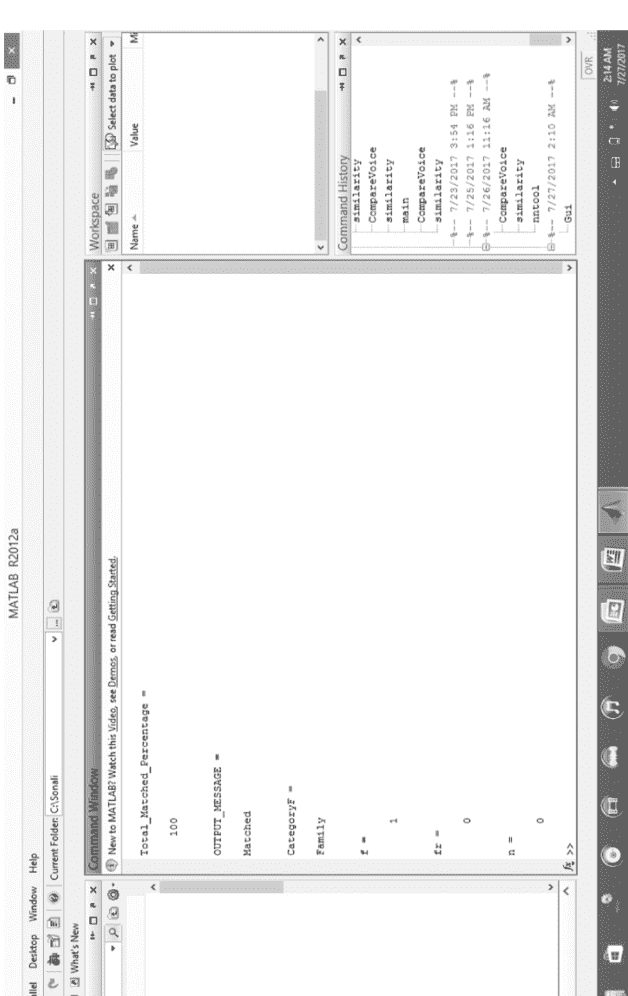 MATLAB R2012a
llel Desktop Window Help
Current Folder: C:\Sonali
What's New
Command Window
New to MATLAB? Watch this Video, see Demos, or read Getting Started.
Total_Matched_Percentage =
100
OUTPUT_MESSAGE =
Matched
CategoryF =
Family
f =
1
fr =
0
n =
0
fx >>
Workspace
Select data to plot
Name
Value
Mi
Command History
similarity
CompareVoice
similarity
main
CompareVoice
similarity
%-- 7/23/2017 3:54 PM --%
%-- 7/25/2017 1:16 PM --%
%-- 7/26/2017 11:16 AM --%
CompareVoice
similarity
nntool
%-- 7/27/2017 2:10 AM --%
Gui
OVR
2:14 AM
7/27/2017